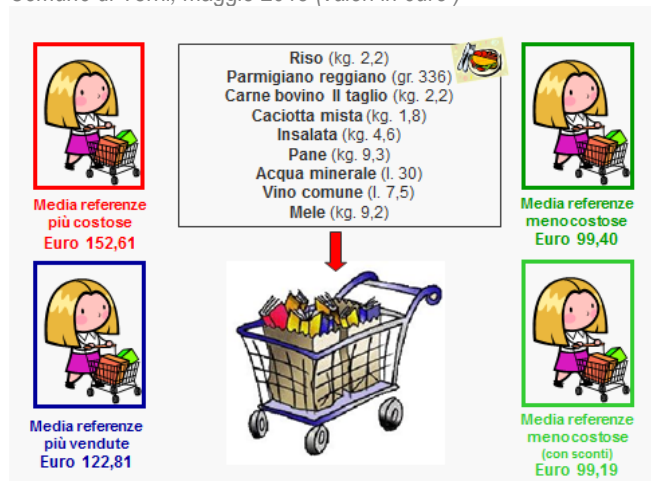 Riso (kg. 2,2)
Parmigiano reggiano (gr. 336)
Carne bovino II taglio (kg. 2,2)
Caciotta mista (kg. 1,8)
Insalata (kg. 4,6)
Pane (kg. 9,3)
Acqua minerale (l. 30)
Vino comune (l. 7,5)
Mele (kg. 9,2)
Media referenze
più costose
Euro 152,61
Media referenze
meno costose
Euro 99,40
Media referenze
più vendute
Euro 122,81
Media referenze
meno costose
(con sconti)
Euro 99,19